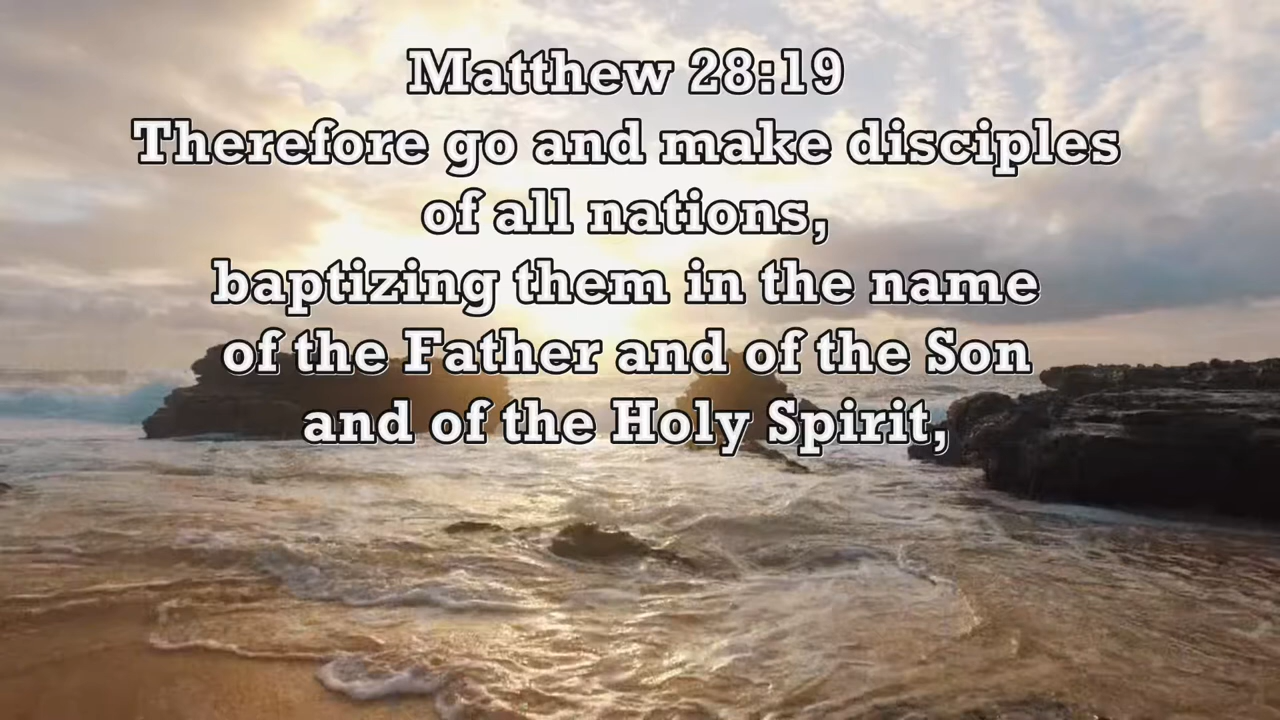 Matthew 28:19
Therefore go and make disciples
of all nations,
baptizing them in the name
of the Father and of the Son
and of the Holy Spirit,